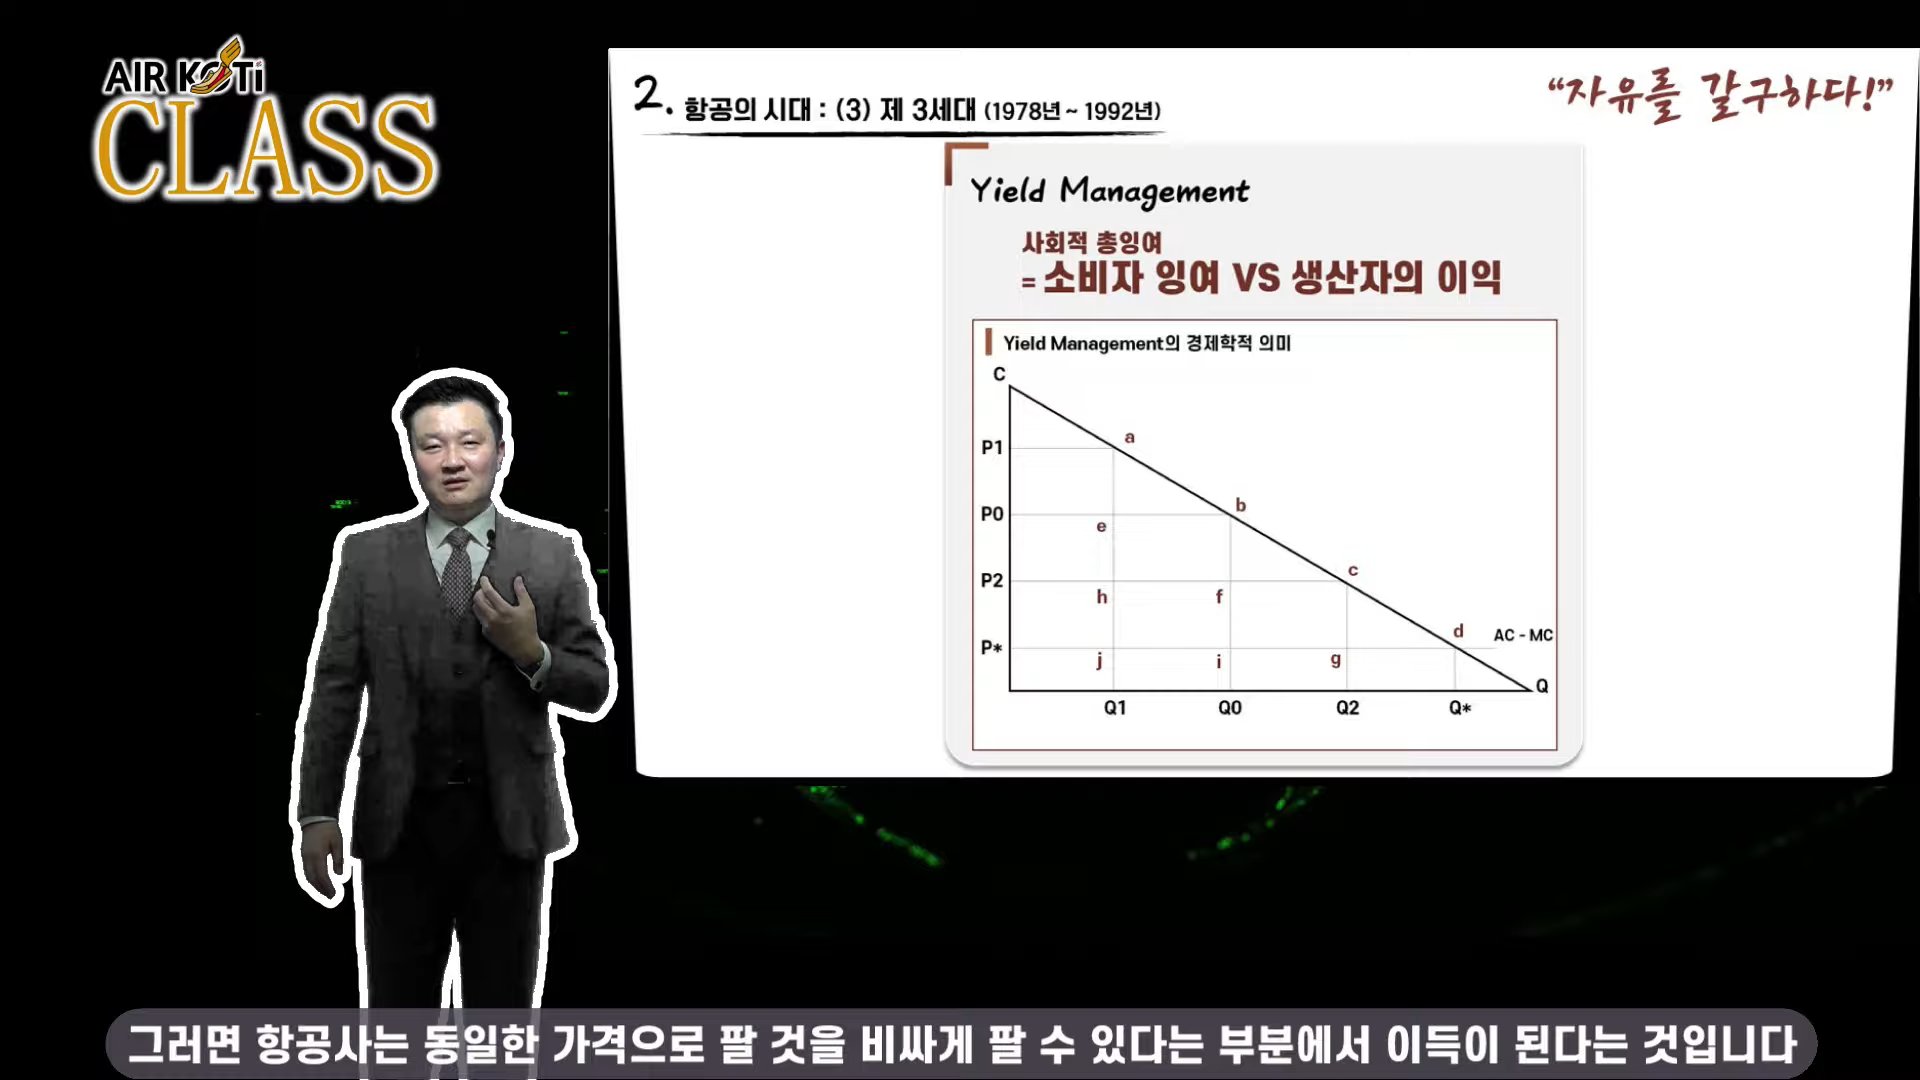 AIR KOTi
CLASS
2. 항공의 시대 : (3) 제 3세대 (1978년 ~ 1992년)
“자유를 갈구하다!”
Yield Management
사회적 총잉여
= 소비자 잉여 VS 생산자의 이익
Yield Management의 경제학적 의미
C
a
P1
b
P0
e
c
P2
h
f
d
AC - MC
P*
j
i
g
Q
Q1
Q0
Q2
Q*
그러면 항공사는 동일한 가격으로 팔 것을 비싸게 팔 수 있다는 부분에서 이득이 된다는 것입니다